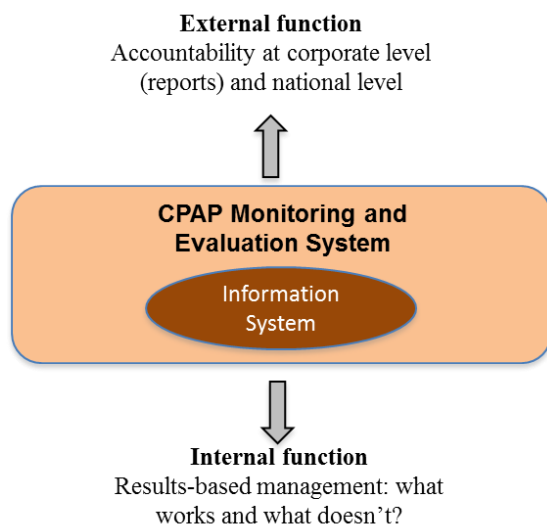 External function
Accountability at corporate level
(reports) and national level
CPAP Monitoring and
Evaluation System
Information
System
Internal function
Results-based management: what
works and what doesn’t?